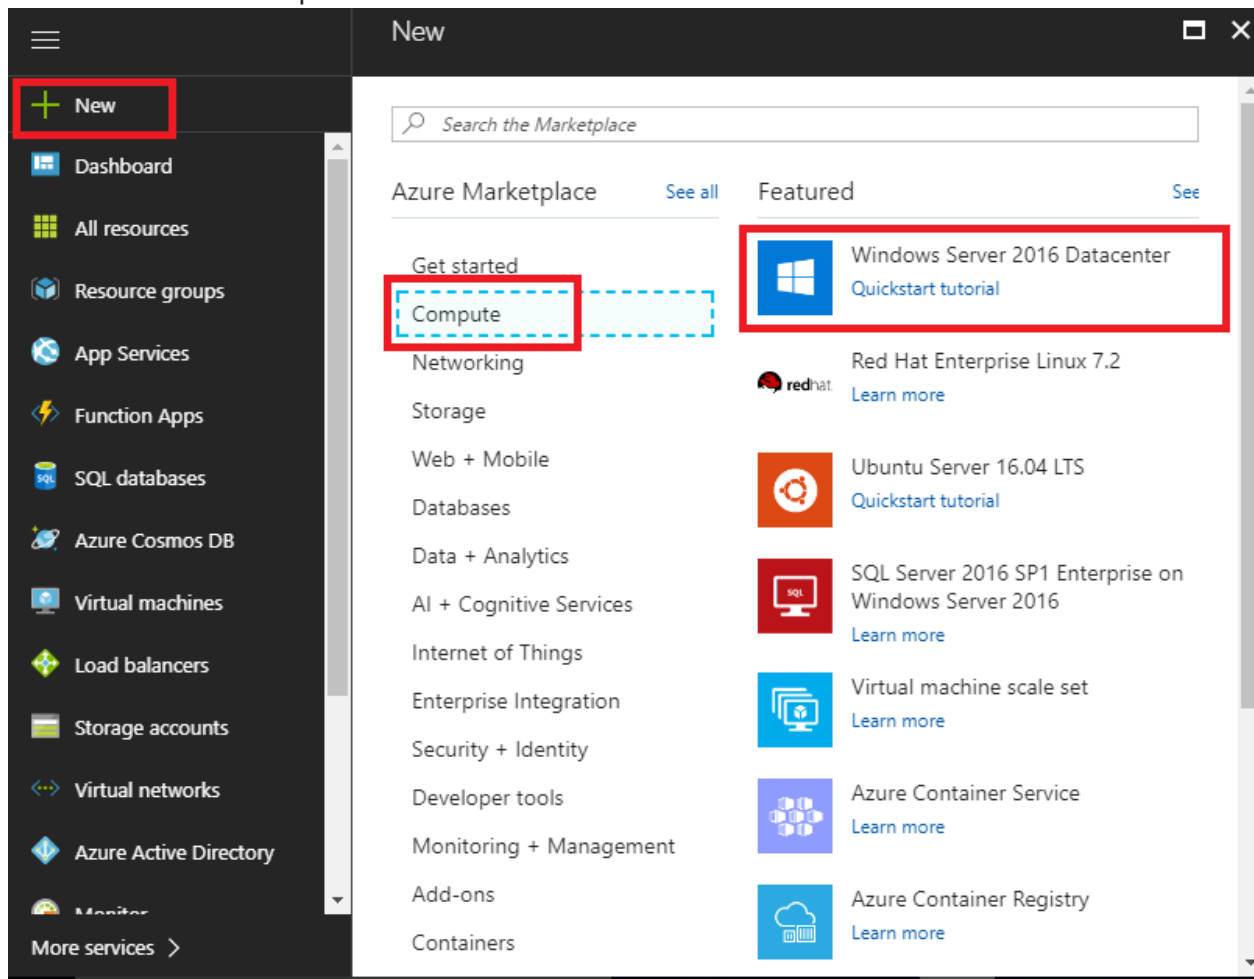 New
New
Dashboard
All resources
Resource groups
App Services
Function Apps
SQL
SQL databases
Azure Cosmos DB
Virtual machines
Load balancers
Storage accounts
Virtual networks
Azure Active Directory
Monitor
More services >
Search the Marketplace
Azure Marketplace See all
Get started
Compute
Networking
Storage
Web + Mobile
Databases
Data + Analytics
AI + Cognitive Services
Internet of Things
Enterprise Integration
Security + Identity
Developer tools
Monitoring + Management
Add-ons
Containers
Featured See
Windows Server 2016 Datacenter
Quickstart tutorial
redhat
Red Hat Enterprise Linux 7.2
Learn more
Ubuntu Server 16.04 LTS
Quickstart tutorial
SQL
SQL Server 2016 SP1 Enterprise on
Windows Server 2016
Learn more
Virtual machine scale set
Learn more
Azure Container Service
Learn more
Azure Container Registry
Learn more